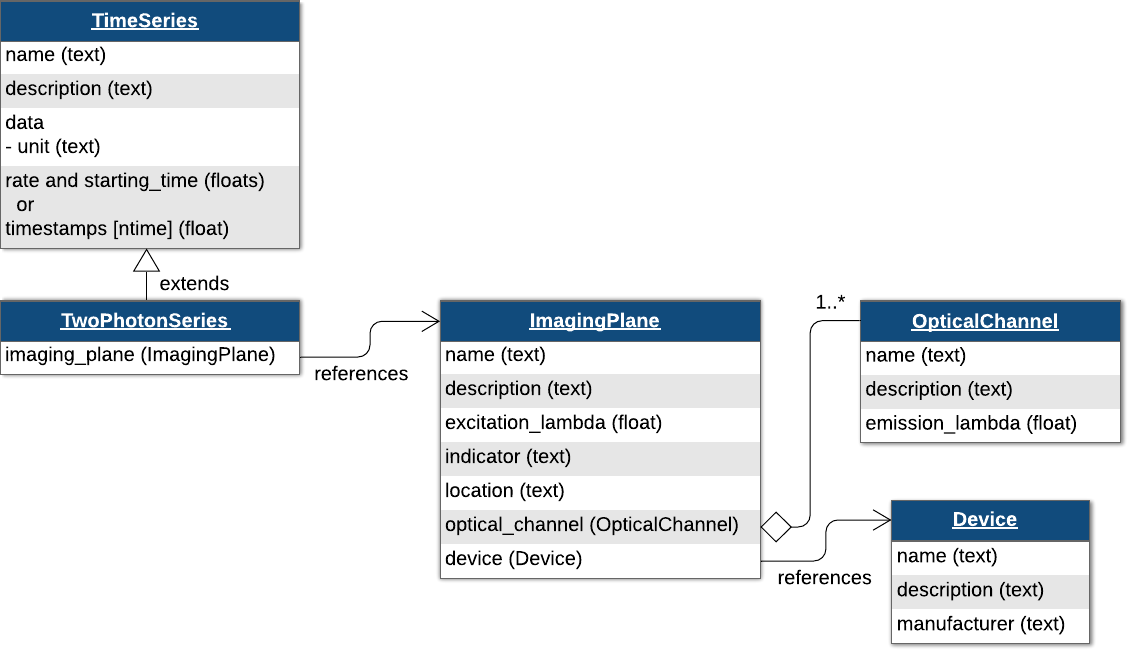 TimeSeries
name (text)
description (text)
data
- unit (text)
rate and starting_time (floats)
or
timestamps [ntime] (float)
extends
TwoPhotonSeries
imaging_plane (ImagingPlane)
references
ImagingPlane
name (text)
description (text)
excitation_lambda (float)
indicator (text)
location (text)
optical_channel (OpticalChannel)
device (Device)
1..*
OpticalChannel
name (text)
description (text)
emission_lambda (float)
references
Device
name (text)
description (text)
manufacturer (text)